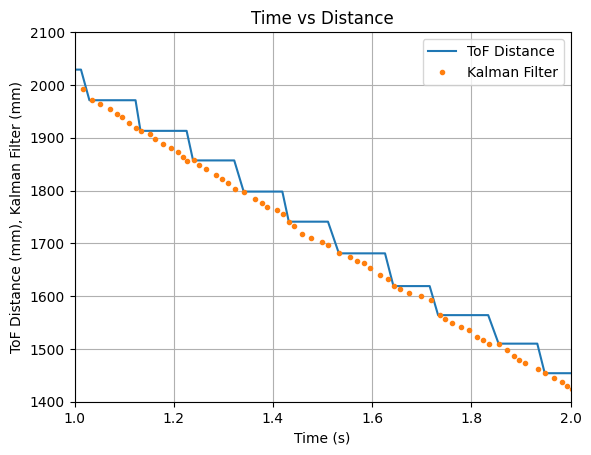 Time vs Distance
ToF Distance
Kalman Filter
ToF Distance (mm), Kalman Filter (mm)
2100
2000
1900
1800
1700
1600
1500
1400
1.0
1.2
1.4
1.6
1.8
2.0
Time (s)